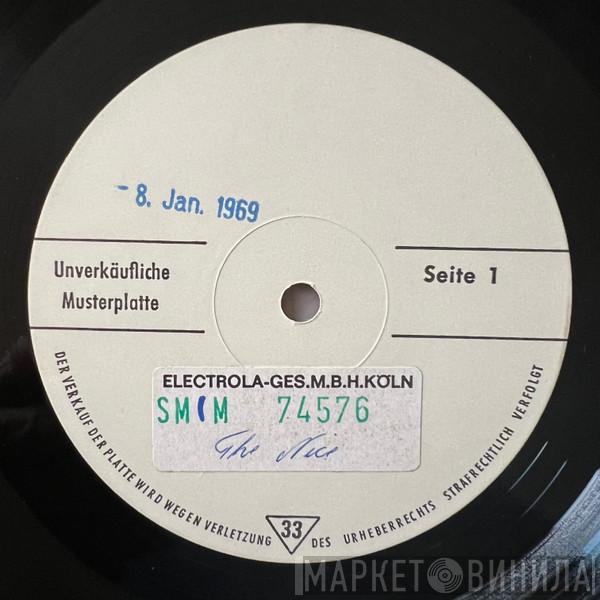 - 8. Jan. 1969
Unverkäufliche
Musterplatte
Seite 1
ELECTROLA-GES.M.B.H.KÖLN
SM(M 74576
The Nice
DER VERKAUF DER PLATTE WIRD WEGEN VERLETZUNG DES URHEBERRECHTS STRAFRECHTLICH VERFOLGT
33
МАРКЕТ ВИНИЛА